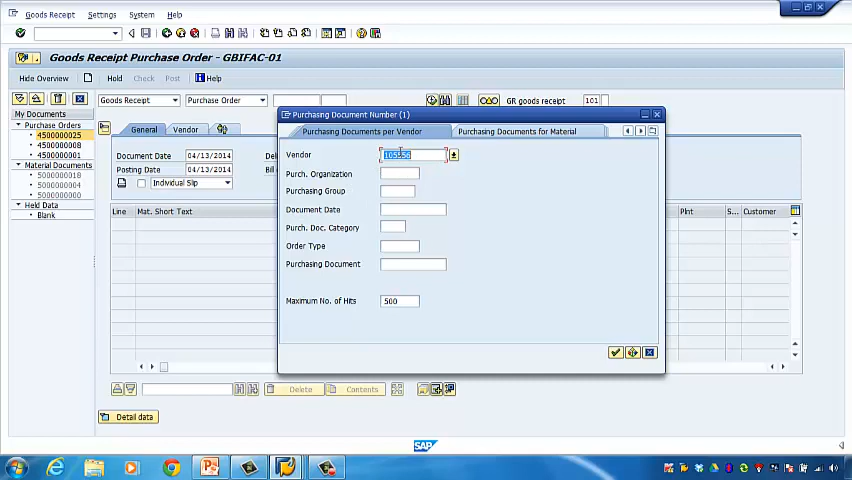 Goods Receipt Settings System Help
Goods Receipt Purchase Order - GBIFAC-01
Hide Overview Hold Check Post Help
Goods Receipt Purchase Order GR goods receipt 101
My Documents
Purchase Orders
4500000025
4500000008
4500000001
Material Documents
5000000018
5000000004
5000000000
Held Data
Blank
General Vendor
Document Date 04/13/2014
Posting Date 04/13/2014
Individual Slip
Line Mat. Short Text
Plnt S... Customer
Purchasing Document Number (1)
Purchasing Documents per Vendor Purchasing Documents for Material
Vendor
Purch. Organization
Purchasing Group
Document Date
Purch. Doc. Category
Order Type
Purchasing Document
Maximum No. of Hits 500
Delete Contents
Detail data
SAP